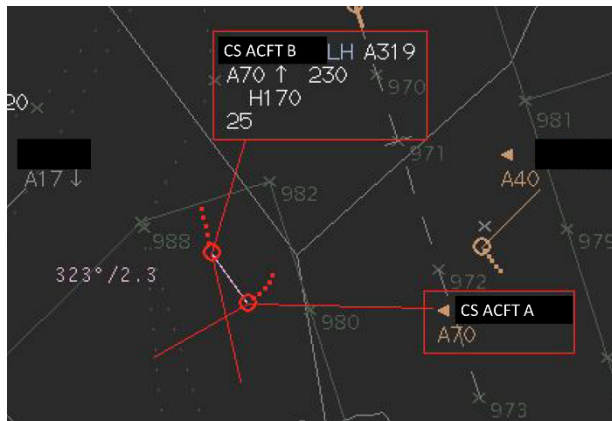 CS ACFT B LH A319
A70 ↑ 230
H170
25
970
20
981
971
A17↓
A40
982
988
979
323°/2.3
972
980
CS ACFT A
A70
973